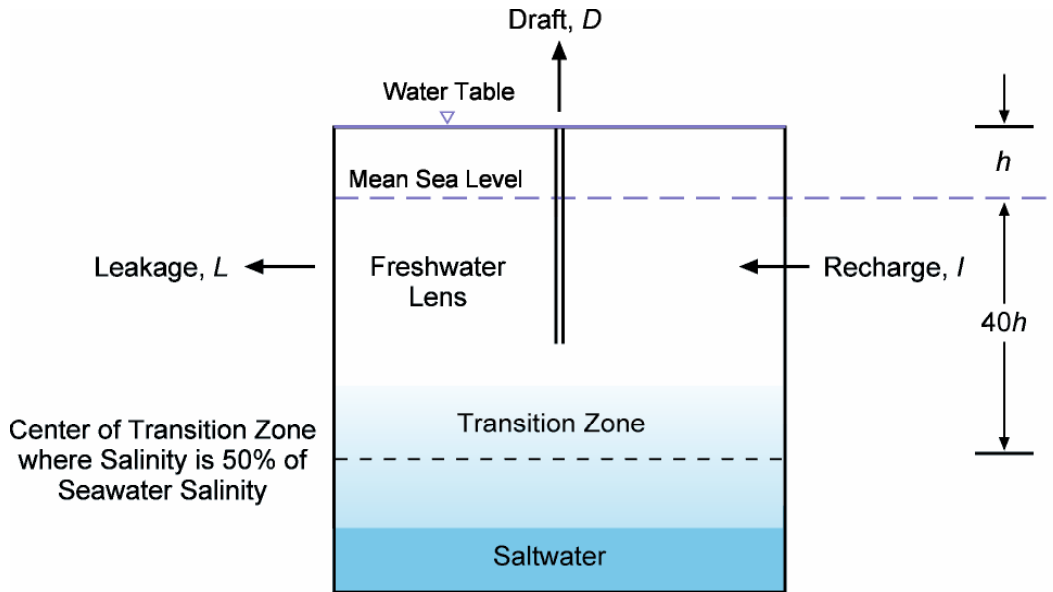 Draft, D
Water Table
h
Mean Sea Level
Leakage, L
Freshwater
Lens
Recharge, I
40h
Transition Zone
Center of Transition Zone
where Salinity is 50% of
Seawater Salinity
Saltwater